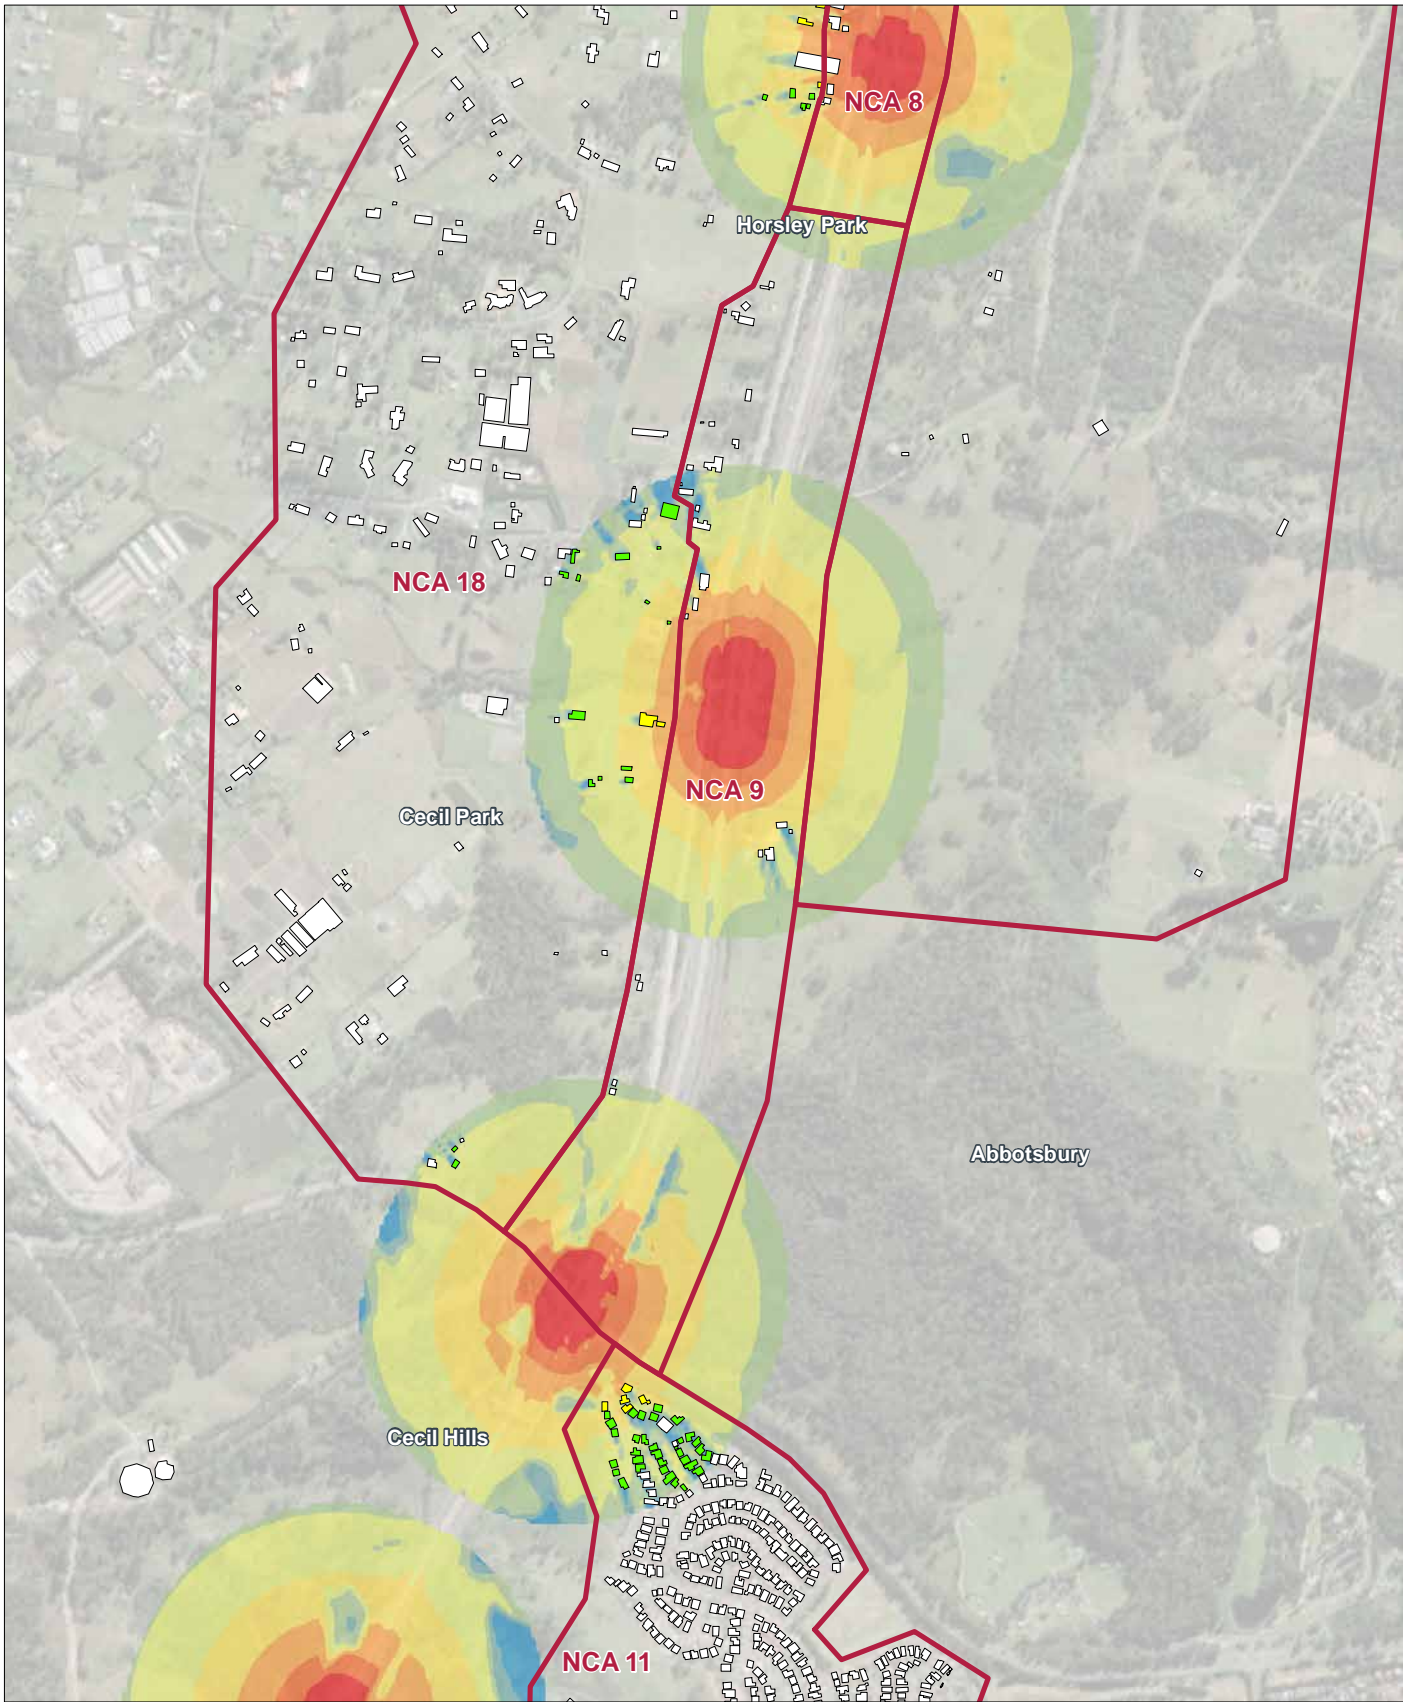 NCA 8
Horsley Park
NCA 18
NCA 9
Cecil Park
Abbotsbury
Cecil Hills
NCA 11